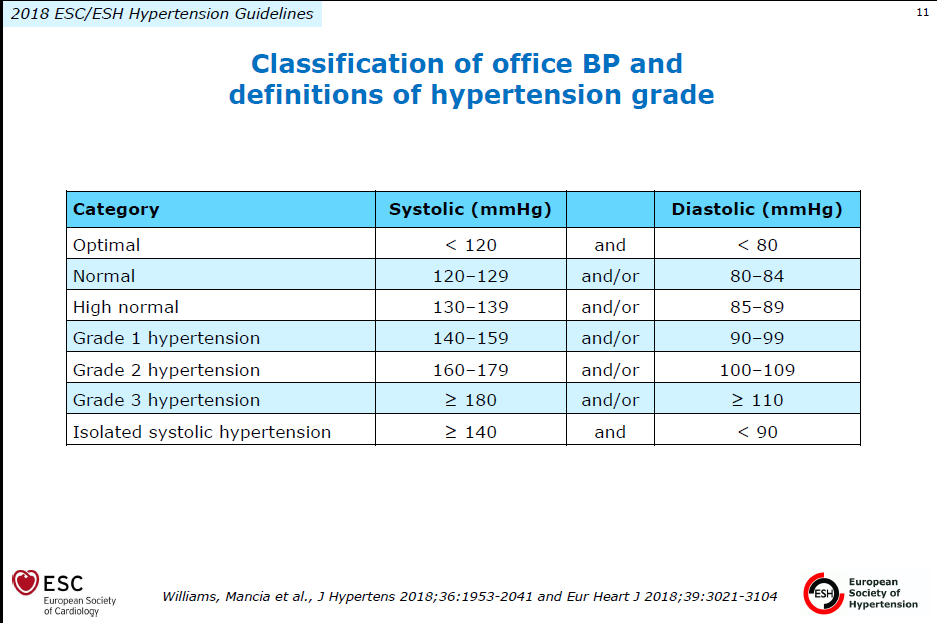 2018 ESC/ESH Hypertension Guidelines
11
Classification of office BP and
definitions of hypertension grade
Category Systolic (mmHg) Diastolic (mmHg)
Optimal < 120 and < 80
Normal 120–129 and/or 80–84
High normal 130–139 and/or 85–89
Grade 1 hypertension 140–159 and/or 90–99
Grade 2 hypertension 160–179 and/or 100–109
Grade 3 hypertension ≥ 180 and/or ≥ 110
Isolated systolic hypertension ≥ 140 and < 90
ESC
European Society
of Cardiology
Williams, Mancia et al., J Hypertens 2018;36:1953-2041 and Eur Heart J 2018;39:3021-3104
ESH
European
Society of
Hypertension